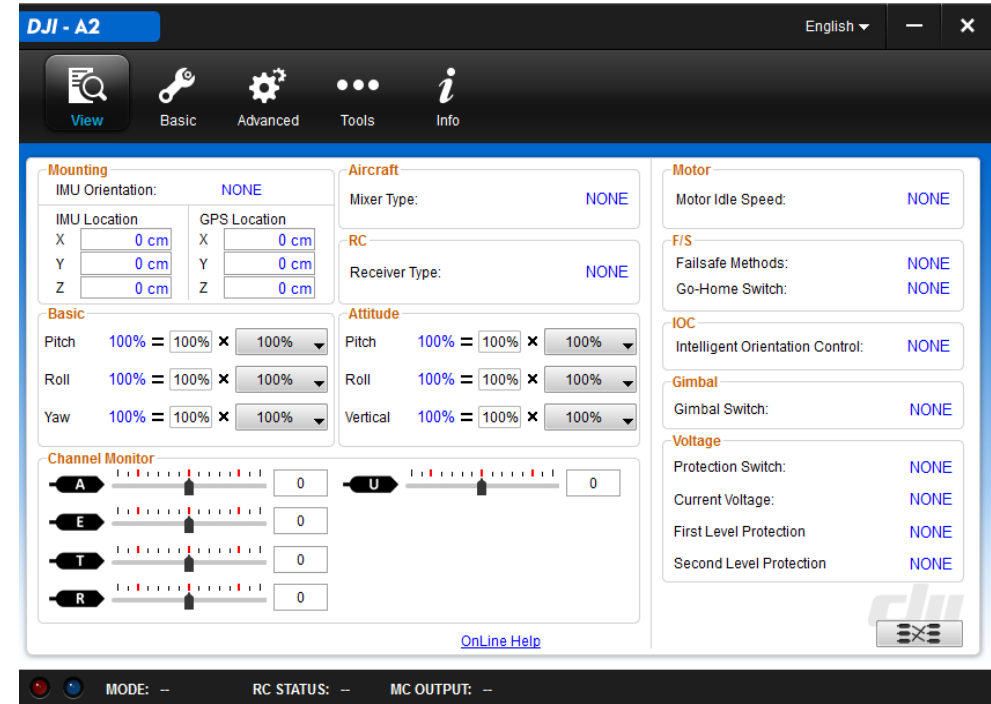 DJI - A2
English
View
Basic
Advanced
Tools
Info
Mounting
IMU Orientation: NONE
IMU Location GPS Location
X 0 cm X 0 cm
Y 0 cm Y 0 cm
Z 0 cm Z 0 cm
Aircraft
Mixer Type: NONE
RC
Receiver Type: NONE
Basic
Pitch 100% = 100% × 100%
Roll 100% = 100% × 100%
Yaw 100% = 100% × 100%
Attitude
Pitch 100% = 100% × 100%
Roll 100% = 100% × 100%
Vertical 100% = 100% × 100%
Channel Monitor
A 0
E 0
T 0
R 0
U 0
OnLine Help
Motor
Motor Idle Speed: NONE
F/S
Failsafe Methods: NONE
Go-Home Switch: NONE
IOC
Intelligent Orientation Control: NONE
Gimbal
Gimbal Switch: NONE
Voltage
Protection Switch: NONE
Current Voltage: NONE
First Level Protection NONE
Second Level Protection NONE
dji
MODE: -- RC STATUS: -- MC OUTPUT: --